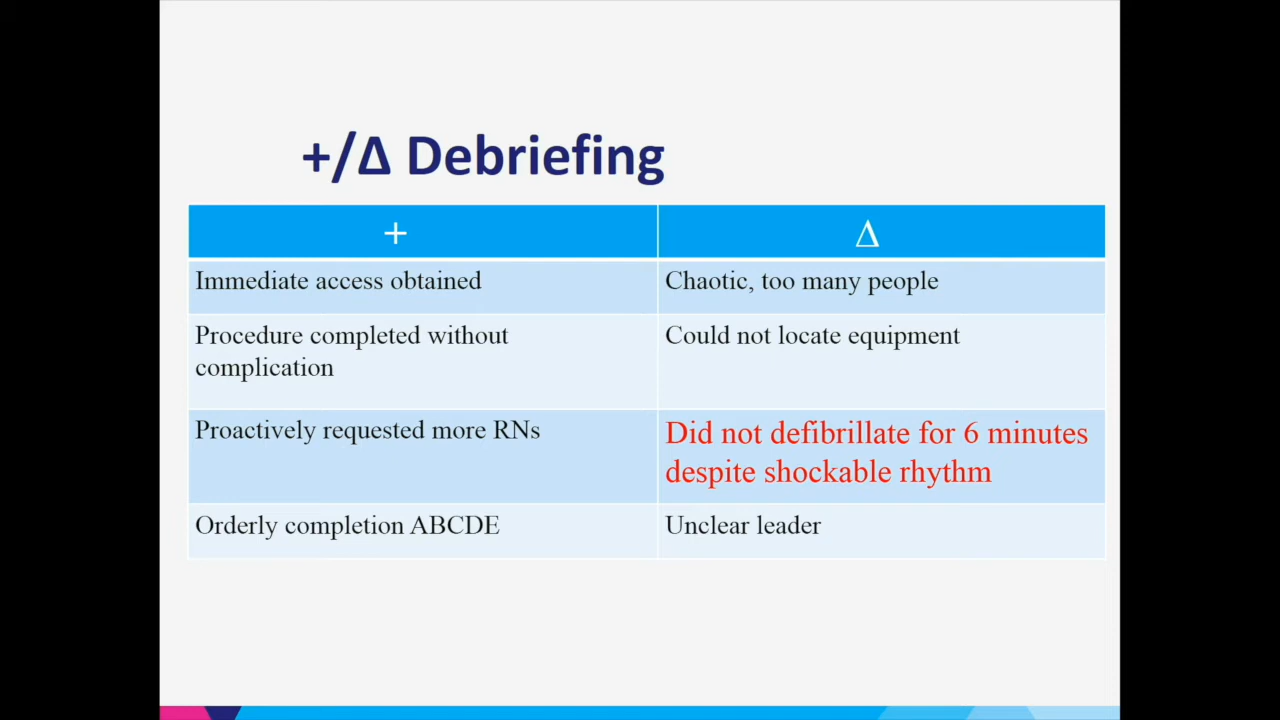 +/Δ Debriefing
+
Δ
Immediate access obtained
Chaotic, too many people
Procedure completed without
complication
Could not locate equipment
Proactively requested more RNs
Did not defibrillate for 6 minutes
despite shockable rhythm
Orderly completion ABCDE
Unclear leader